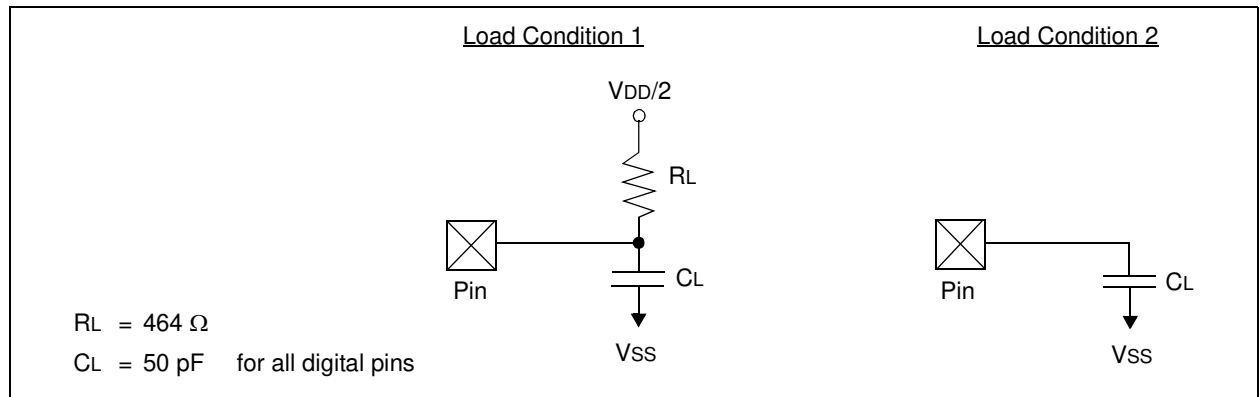 Load Condition 1
Load Condition 2
VDD/2
RL
CL
Pin
VSS
CL
Pin
VSS
RL = 464 Ω
CL = 50 pF for all digital pins